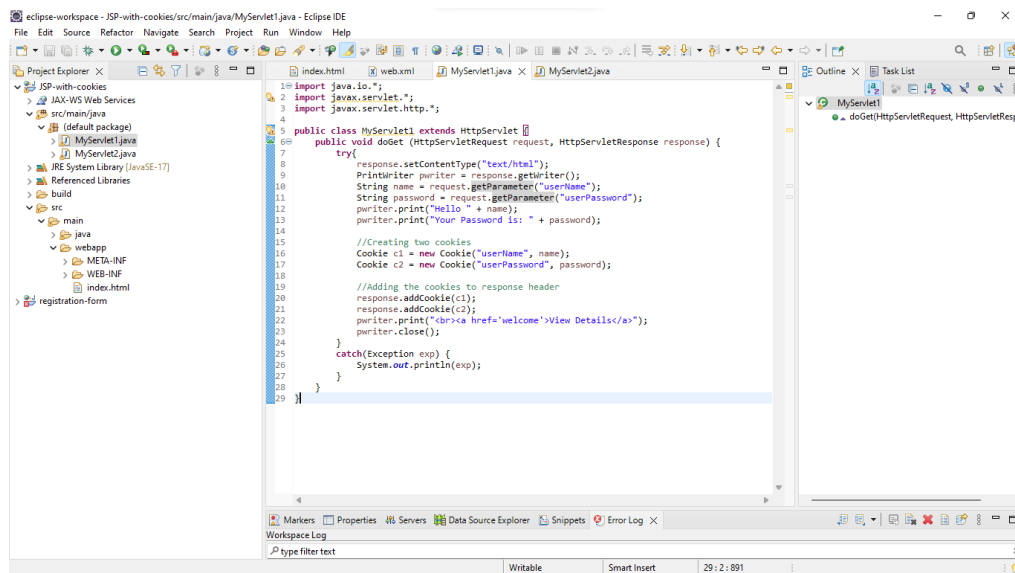 eclipse-workspace - JSP-with-cookies/src/main/java/MyServlet1.java - Eclipse IDE
File Edit Source Refactor Navigate Search Project Run Window Help
Project Explorer
JSP-with-cookies
JAX-WS Web Services
src/main/java
(default package)
MyServlet1.java
MyServlet2.java
JRE System Library [JavaSE-17]
Referenced Libraries
build
src
main
java
webapp
META-INF
WEB-INF
index.html
registration-form
index.html web.xml MyServlet1.java MyServlet2.java
1 import java.io.*;
2 import javax.servlet.*;
3 import javax.servlet.http.*;
4
5 public class MyServlet1 extends HttpServlet {
6 public void doGet (HttpServletRequest request, HttpServletResponse response) {
7 try{
8 response.setContentType("text/html");
9 PrintWriter pwriter = response.getWriter();
10 String name = request.getParameter("userName");
11 String password = request.getParameter("userPassword");
12 pwriter.print("Hello " + name);
13 pwriter.print("Your Password is: " + password);
14
15 //Creating two cookies
16 Cookie c1 = new Cookie("userName", name);
17 Cookie c2 = new Cookie("userPassword", password);
18
19 //Adding the cookies to response header
20 response.addCookie(c1);
21 response.addCookie(c2);
22 pwriter.print("<br><a href='welcome'>View Details</a>");
23 pwriter.close();
24 }
25 catch(Exception exp) {
26 System.out.println(exp);
27 }
28 }
29 }
Outline Task List
MyServlet1
doGet(HttpServletRequest, HttpServletResp
Markers Properties Servers Data Source Explorer Snippets Error Log
Workspace Log
type filter text
Writable Smart Insert 29 : 2 : 891